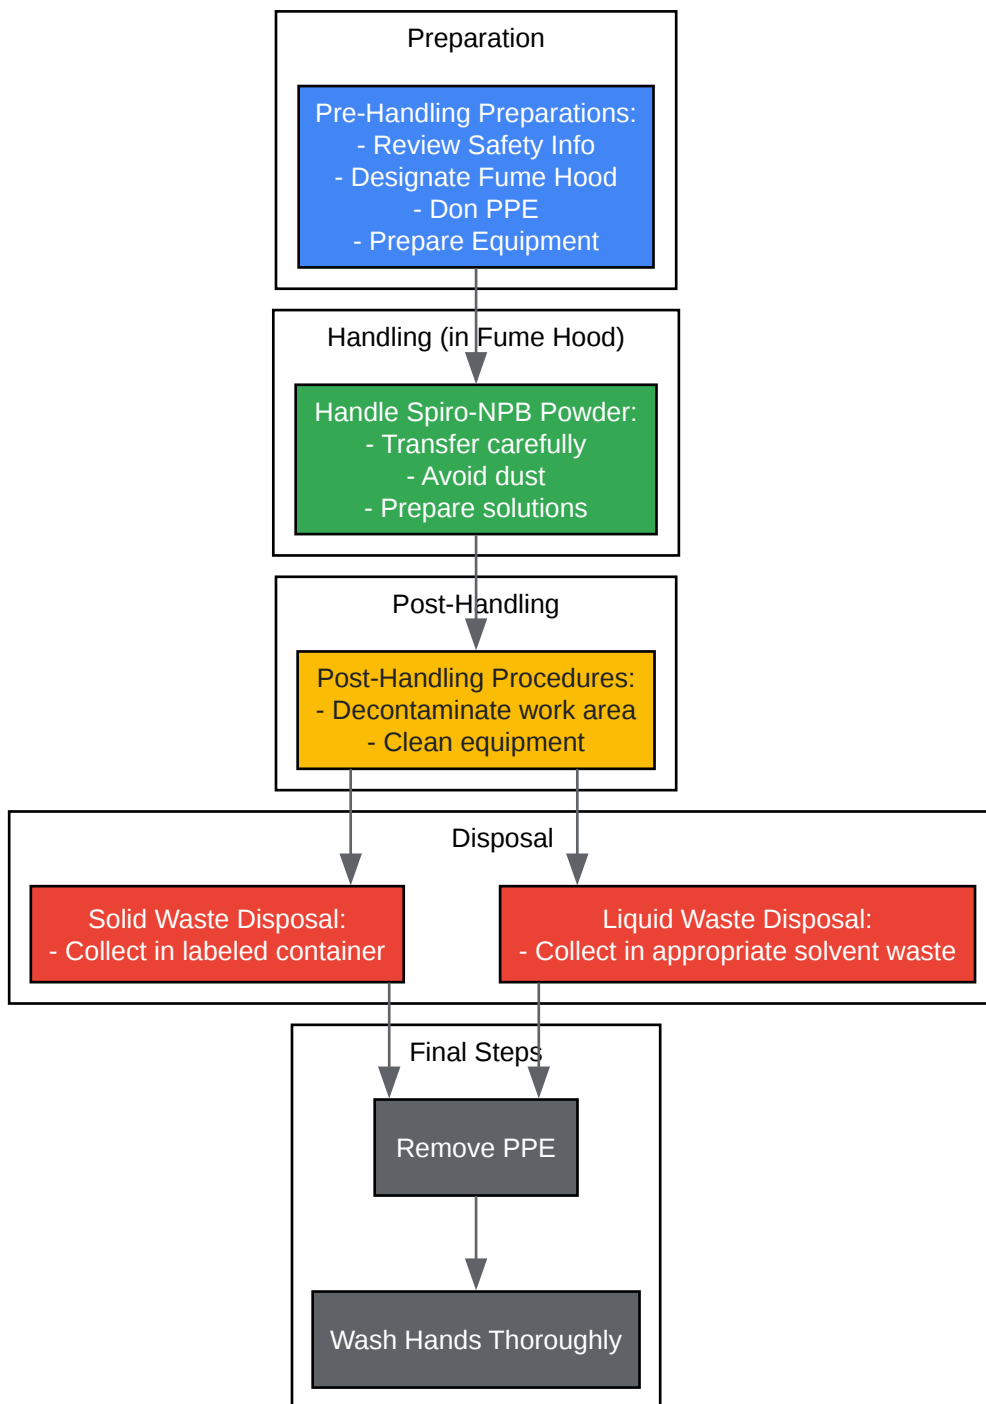 Preparation
Pre-Handling Preparations:
- Review Safety Info
- Designate Fume Hood
- Don PPE
- Prepare Equipment
Handling (in Fume Hood)
Handle Spiro-NPB Powder:
- Transfer carefully
- Avoid dust
- Prepare solutions
Post-Handling
Post-Handling Procedures:
- Decontaminate work area
- Clean equipment
Disposal
Solid Waste Disposal:
- Collect in labeled container
Liquid Waste Disposal:
- Collect in appropriate solvent waste
Final Steps
Remove PPE
Wash Hands Thoroughly